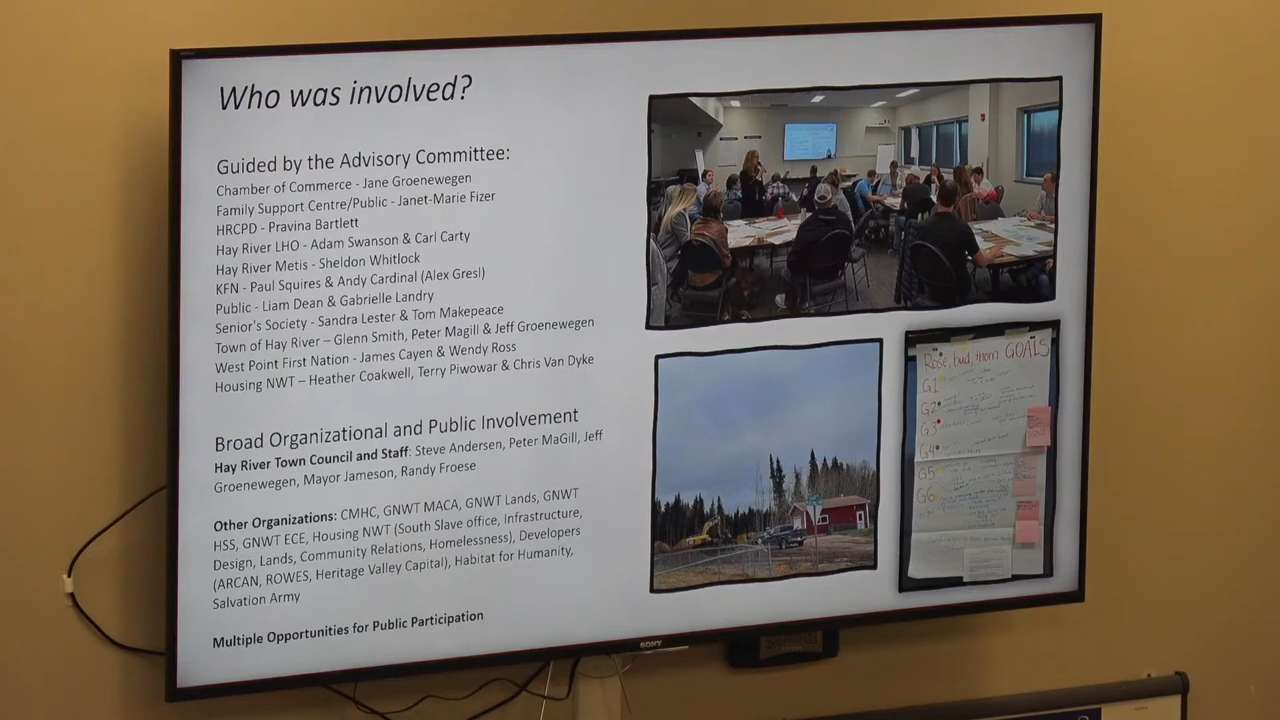 Who was involved?
Guided by the Advisory Committee:
Chamber of Commerce - Jane Groenewegen
Family Support Centre/Public - Janet-Marie Fizer
HRCPD - Pravina Bartlett
Hay River LHO - Adam Swanson & Carl Carty
Hay River Metis - Sheldon Whitlock
KFN - Paul Squires & Andy Cardinal (Alex Gresl)
Public - Liam Dean & Gabrielle Landry
Senior's Society - Sandra Lester & Tom Makepeace
Town of Hay River – Glenn Smith, Peter Magill & Jeff Groenewegen
West Point First Nation - James Cayen & Wendy Ross
Housing NWT – Heather Coakwell, Terry Piwowar & Chris Van Dyke
Broad Organizational and Public Involvement
Hay River Town Council and Staff: Steve Andersen, Peter MaGill, Jeff
Groenewegen, Mayor Jameson, Randy Froese
Other Organizations: CMHC, GNWT MACA, GNWT Lands, GNWT
HSS, GNWT ECE, Housing NWT (South Slave office, Infrastructure,
Design, Lands, Community Relations, Homelessness), Developers
(ARCAN, ROWES, Heritage Valley Capital), Habitat for Humanity,
Salvation Army
Multiple Opportunities for Public Participation
Rose, bud, thorn GOALS
G1
G2
G3
G4
G5
G6
SONY